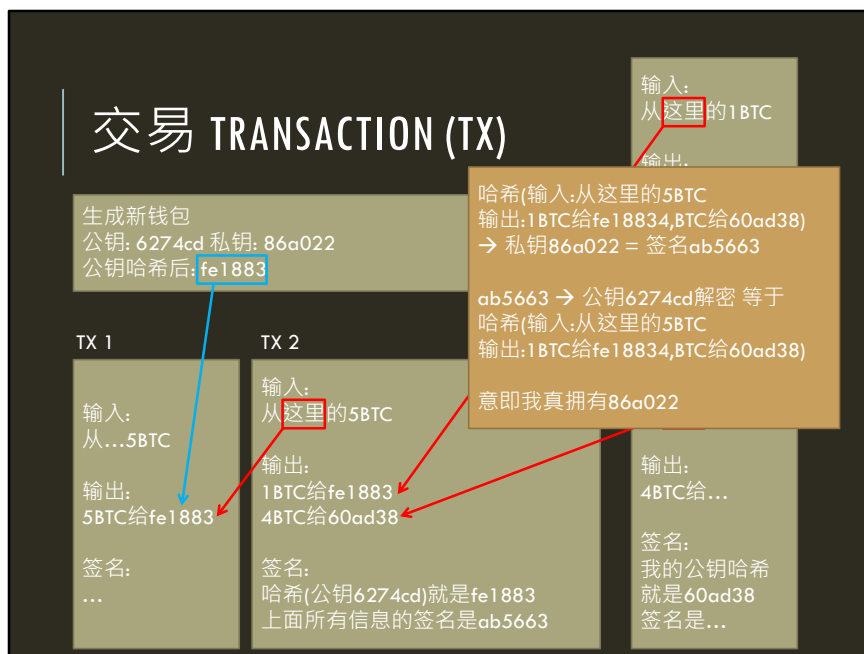 交易 TRANSACTION (TX)
生成新钱包
公钥: 6274cd 私钥: 86a022
公钥哈希后: fe1883
TX 1
输入:
从…5BTC
输出:
5BTC给fe1883
签名:
…
TX 2
输入:
从这里的5BTC
输出:
1BTC给fe1883
4BTC给60ad38
签名:
哈希(公钥6274cd)就是fe1883
上面所有信息的签名是ab5663
输入:
从这里的1BTC
输出:
哈希(输入:从这里的5BTC
输出:1BTC给fe18834,BTC给60ad38)
→ 私钥86a022 = 签名ab5663
ab5663 → 公钥6274cd解密 等于
哈希(输入:从这里的5BTC
输出:1BTC给fe18834,BTC给60ad38)
意即我真拥有86a022
输出:
4BTC给…
签名:
我的公钥哈希
就是60ad38
签名是…